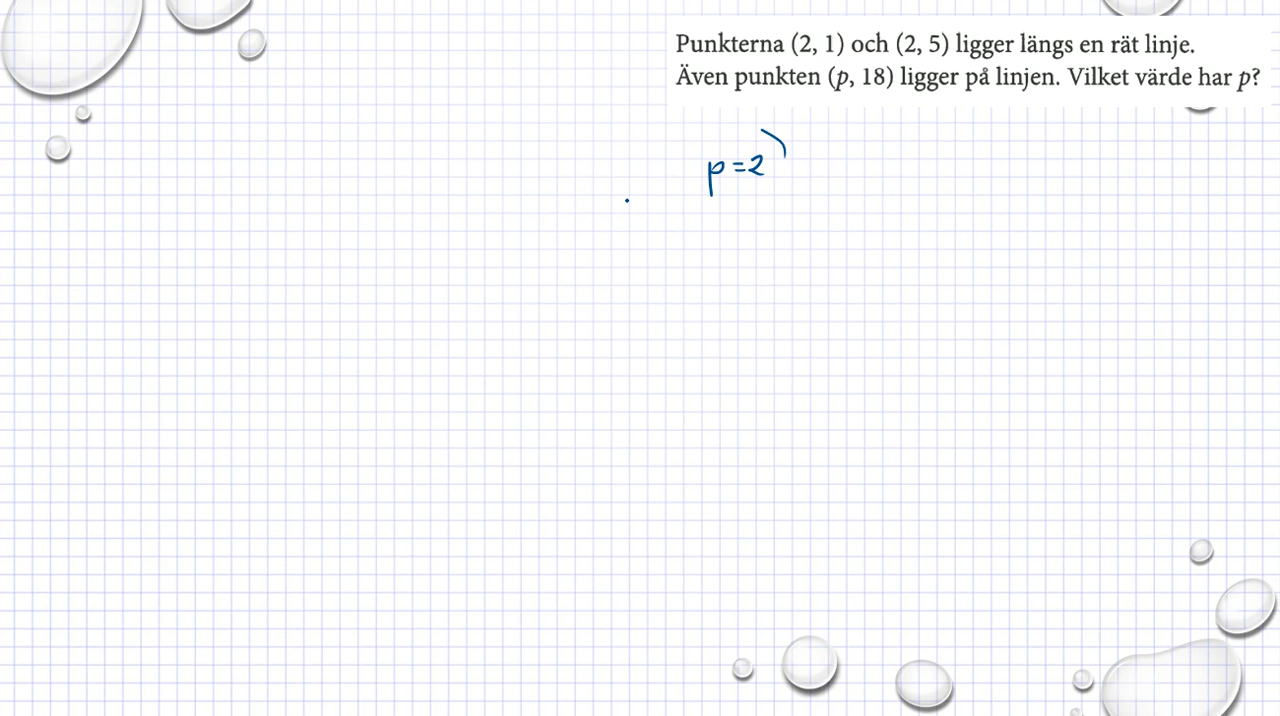 Punkterna (2, 1) och (2, 5) ligger längs en rät linje.
Även punkten (p, 18) ligger på linjen. Vilket värde har p?
p=2